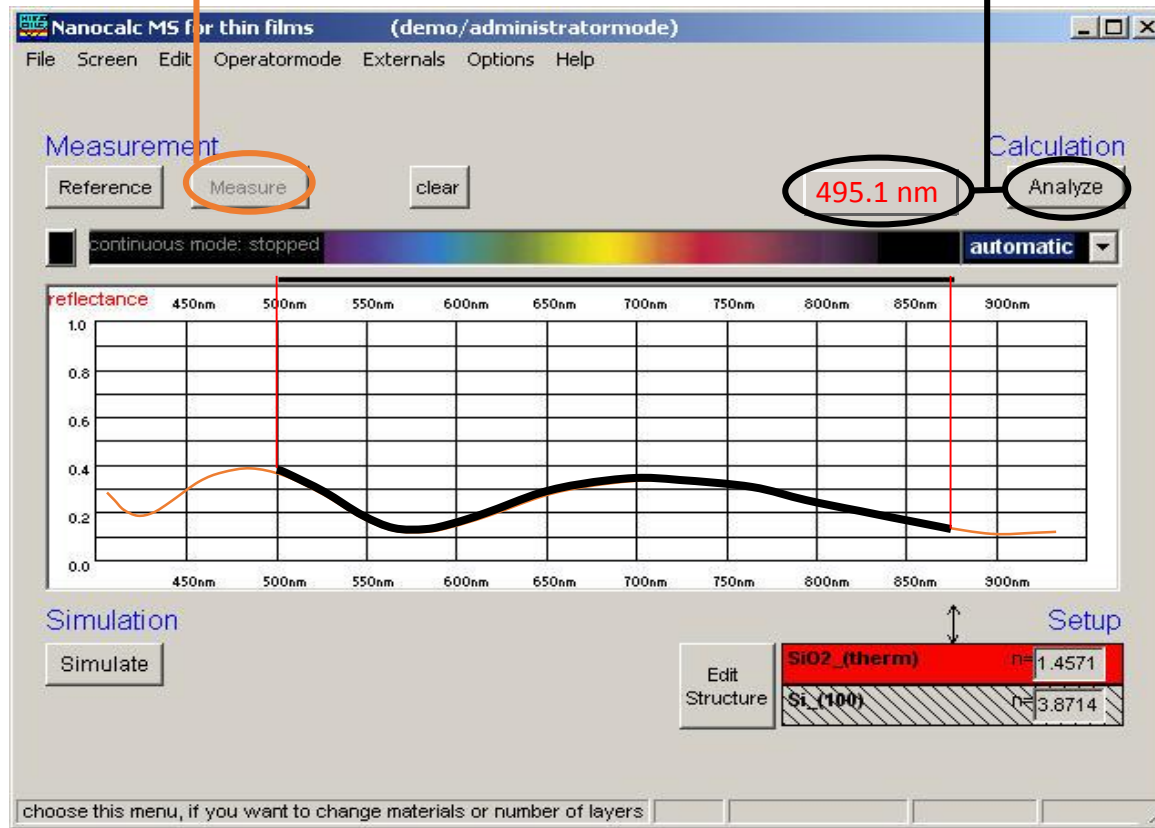 Nanocalc MS for thin films (demo/administratormode)
File Screen Edit Operatormode Externals Options Help
Measurement Calculation
Reference Measure clear 495.1 nm Analyze
continuous mode: stopped automatic
reflectance 450nm 500nm 550nm 600nm 650nm 700nm 750nm 800nm 850nm 900nm
1.0
0.8
0.6
0.4
0.2
0.0
450nm 500nm 550nm 600nm 650nm 700nm 750nm 800nm 850nm 900nm
Simulation Setup
Simulate Edit Structure
SiO2_(therm) n= 1.4571
Si_(100) n= 3.8714
choose this menu, if you want to change materials or number of layers